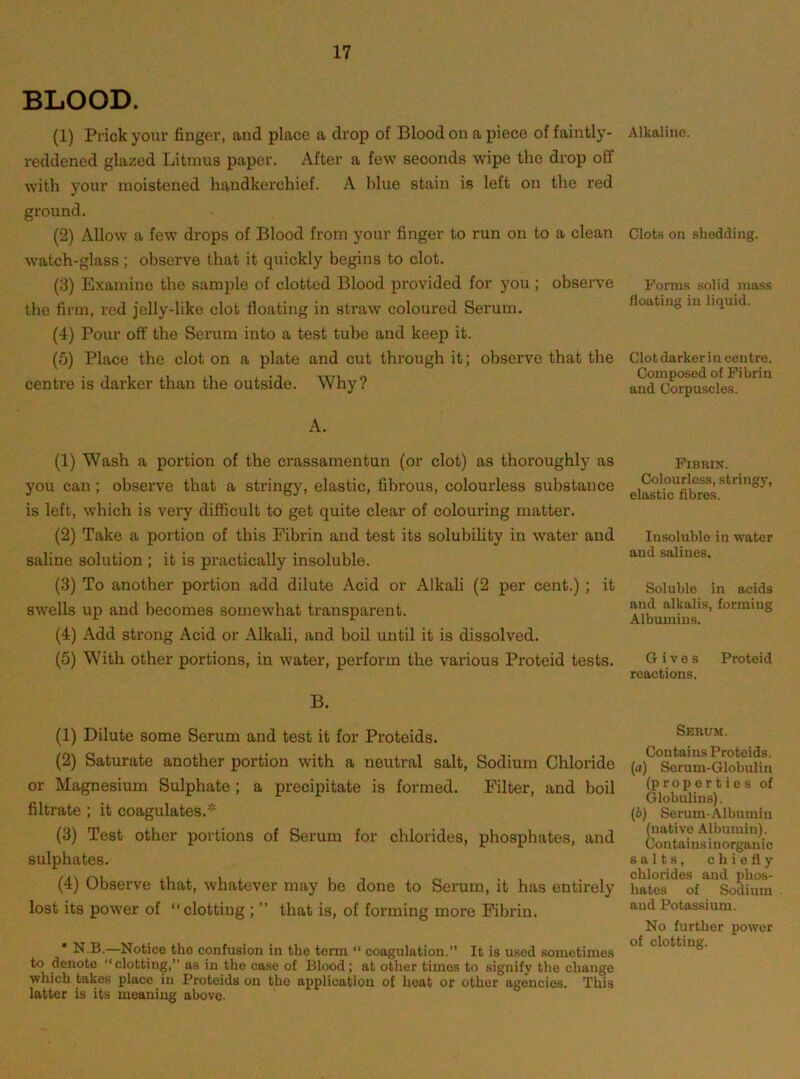 17
BLOOD.
(1) Prick your finger, and place a drop of Blood on a piece of faintly-
reddened glazed Litmus paper. After a few seconds wipe the drop off
with your moistened handkerchief. A blue stain is left on the red
ground.
(2) Allow a few drops of Blood from your finger to run on to a clean
watch-glass ; observe that it quickly begins to clot.
(3) Examine the sample of clotted Blood provided for you ; observe
the firm, red jelly-like clot floating in straw coloured Serum.
(4) Pour off the Serum into a test tube and keep it.
(5) Place the clot on a plate and cut through it; observe that the
centre is darker than the outside. Why?
Alkaline.
Clots on shedding.
Forms solid mass
floating in liquid.
Clot darker in centre.
Composed of Fibrin
and Corpuscles.
A.
(1) Wash a portion of the crassamentun (or clot) as thoroughly as
you can ; observe that a stringy, elastic, fibrous, colourless substance
is left, which is very difficult to get quite clear of colouring matter.
(2) Take a portion of this Fibrin and test its solubility in water and
saline solution ; it is practically insoluble.
(3) To another portion add dilute Acid or Alkali (2 per cent.) ; it
swells up and becomes somewhat transparent.
(4) Add strong Acid or Alkali, and boil until it is dissolved.
(5) With other portions, in water, perform the various Proteid tests.
Fibrin.
Colourless, stringy,
elastic fibres.
Insoluble in water
and salines.
Soluble in acids
and alkalis, forming
Albumins.
Gives Proteid
reactions.
B.
(1) Dilute some Serum and test it for Proteids.
(2) Saturate another portion with a neutral salt, Sodium Chloride
or Magnesium Sulphate ; a precipitate is formed. Filter, and boil
filtrate ; it coagulates.*
(3) Test other portions of Serum for chlorides, phosphates, and
sulphates.
(4) Observe that, whatever may be done to Serum, it has entirely
lost its power of “clotting ; ” that is, of forming more Fibrin.
Serum.
Contains Proteids.
(a) Serum-Globulin
(properties of
Globulins).
(b) Serum-Albumin
(native Albumin).
Contains inorganic
salts, chiefly
chlorides and phos-
hates of Sodium
and Potassium.
No further power
of clotting.
* N.B.—Notice the confusion in the term “ coagulation.” It is used sometimes
to denote “clotting,” as in the case of Blood ; at other times to signify the change
which takes place in Proteids on the application of heat or other agencies. This
latter is its meaning above.